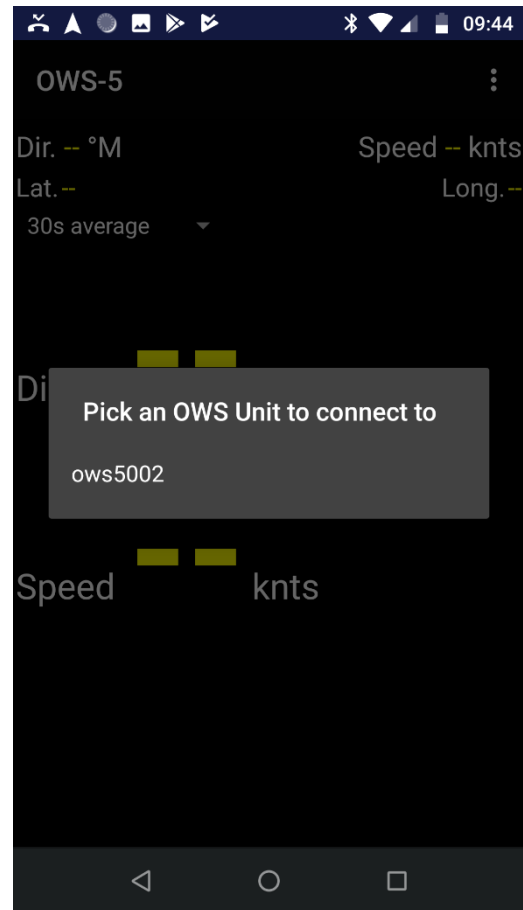 09:44
OWS-5
Dir. -- °M Speed -- knts
Lat.-- Long.--
30s average
Di
Pick an OWS Unit to connect to
ows5002
Speed -- knts